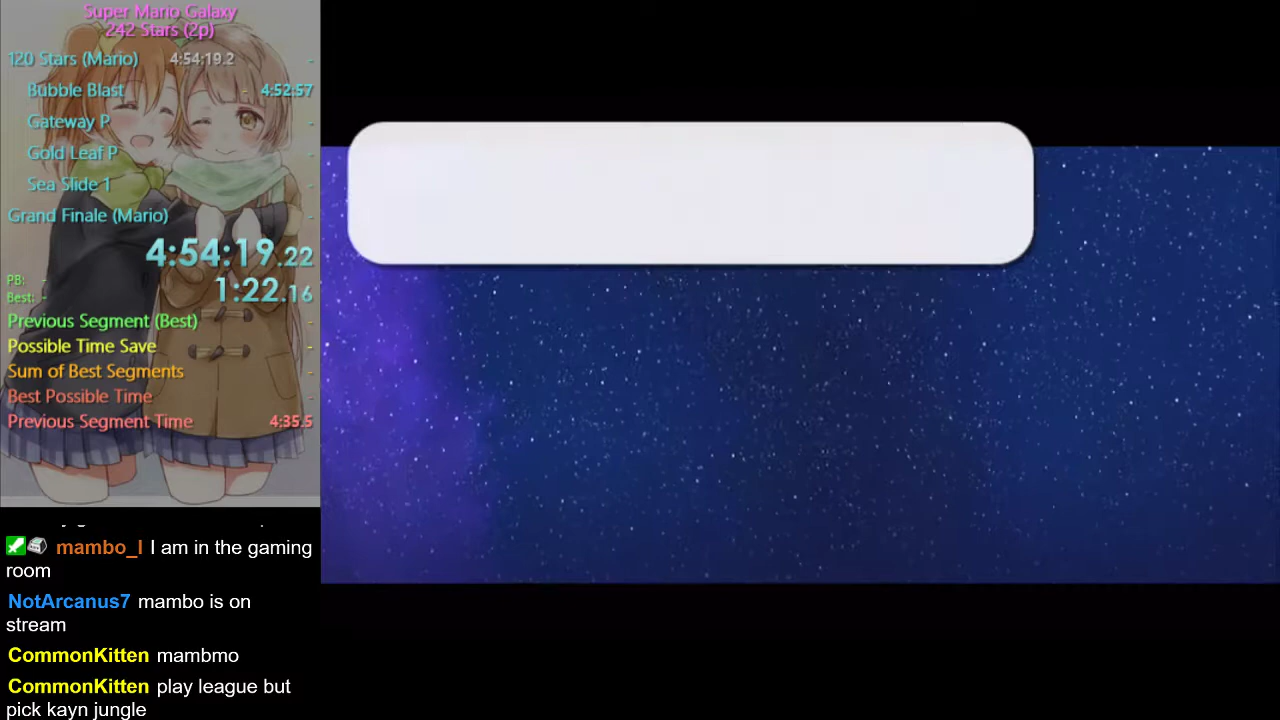 Super Mario Galaxy
242 Stars (2p)
120 Stars (Mario) 4:54:19.2 -
Bubble Blast - 4:52:57
Gateway P -
Gold Leaf P -
Sea Slide 1 -
Grand Finale (Mario) -
4:54:19.22
PB: - 1:22.16
Best: -
Previous Segment (Best) -
Possible Time Save -
Sum of Best Segments -
Best Possible Time -
Previous Segment Time 4:35.5
mambo_l I am in the gaming
room
NotArcanus7 mambo is on
stream
CommonKitten mambmo
CommonKitten play league but
pick kayn jungle